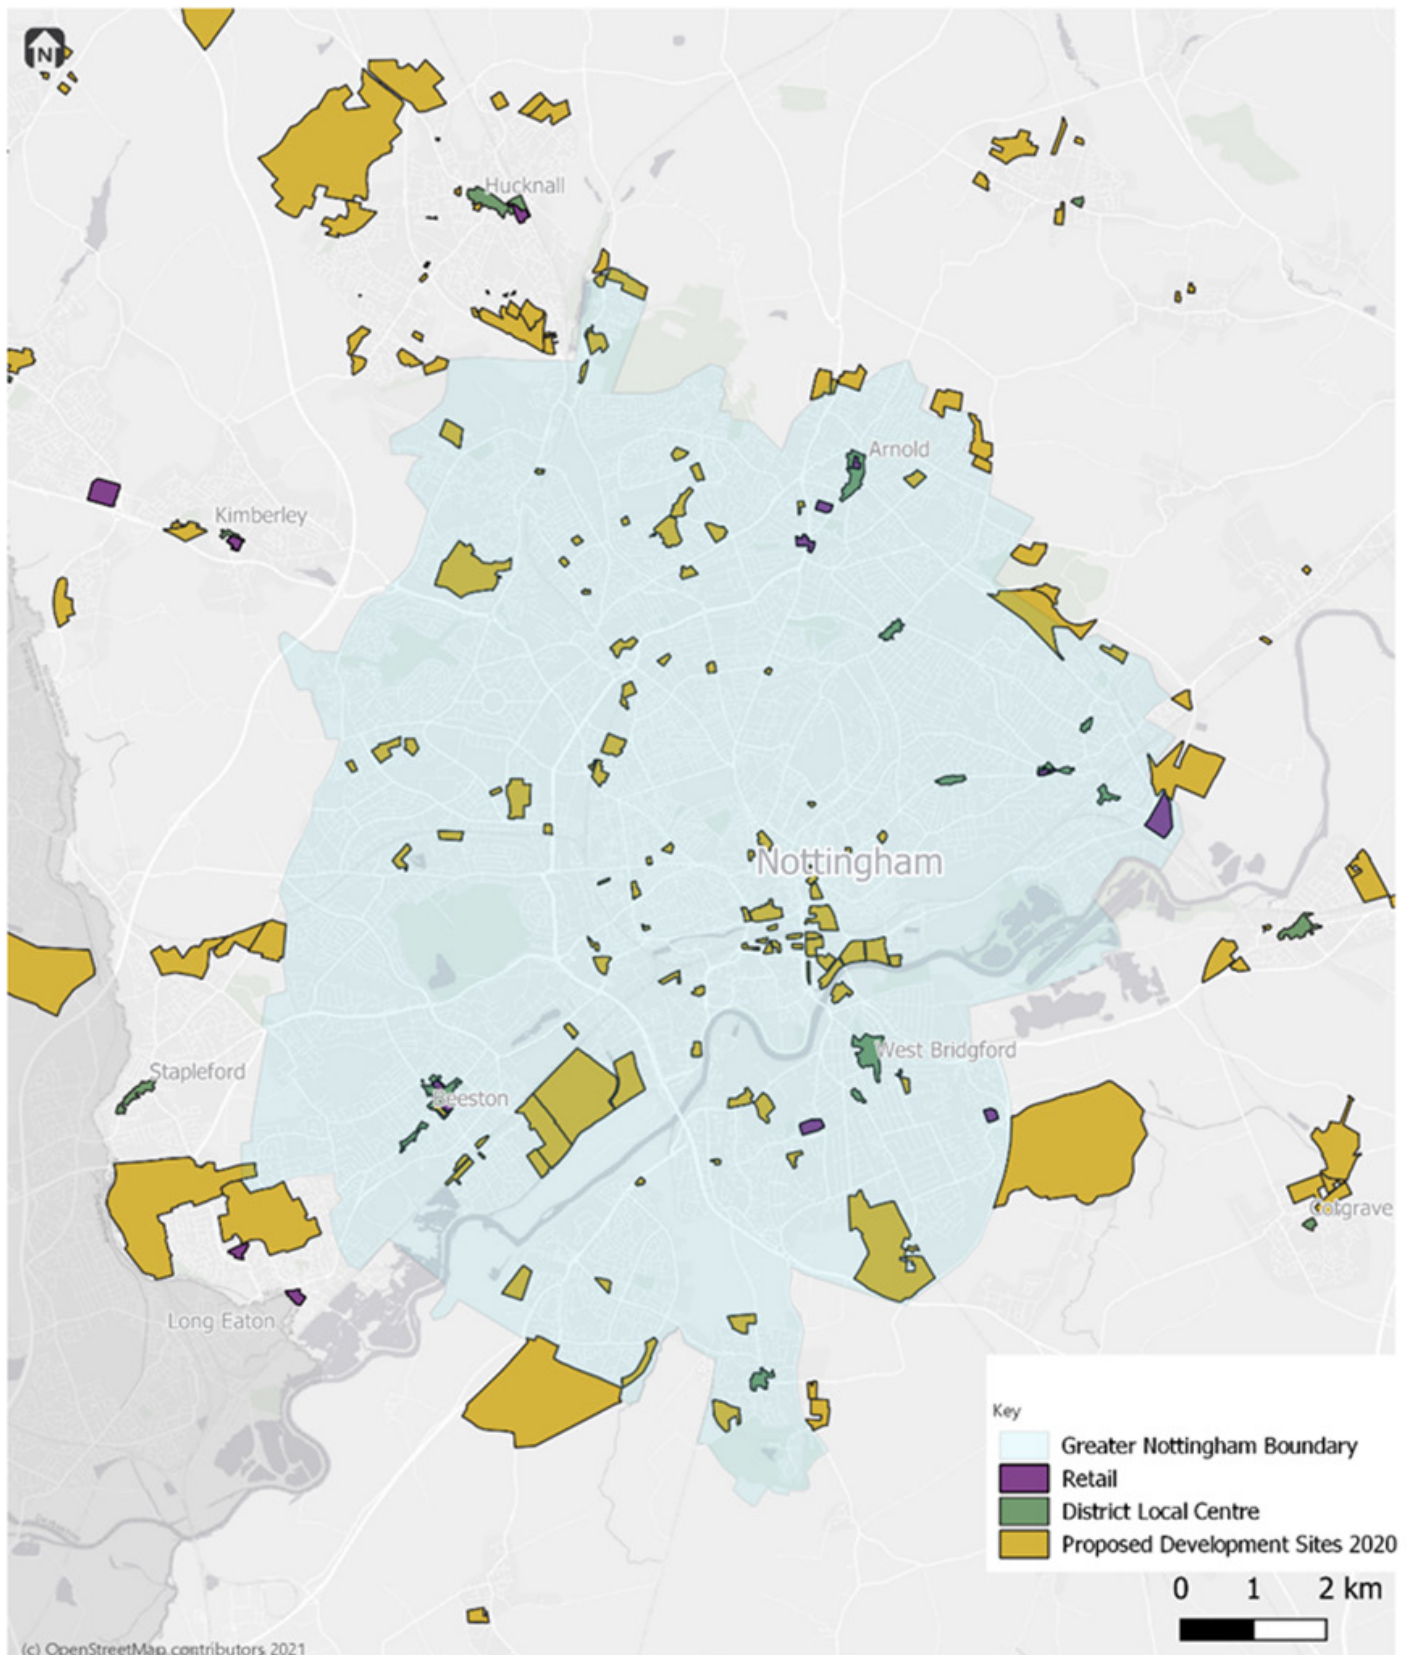 N
Hucknall
Arnold
Kimberley
Nottingham
West Bridgford
Stapleford
Beeston
Cotgrave
Long Eaton
Key
Greater Nottingham Boundary
Retail
District Local Centre
Proposed Development Sites 2020
0 1 2 km
(c) OpenStreetMap contributors 2021